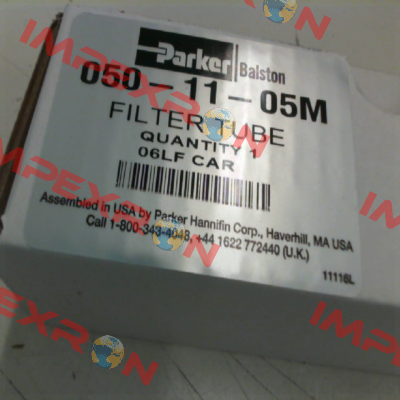 Parker Balston
050-11-05M
FILTER TUBE
QUANTITY 1
06LF CAR
Assembled in USA by Parker Hannifin Corp., Haverhill, MA USA
Call 1-800-343-4048, +44 1622 772440 (U.K.)
11116L
IMPEXRON
IMPEXRON
IMPEXRON
IMPEXRON